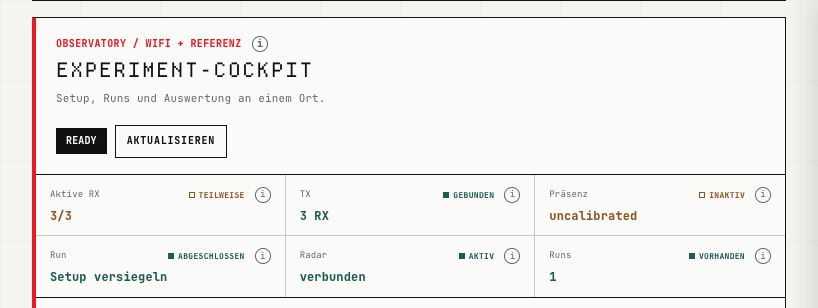 OBSERVATORY / WIFI + REFERENZ i
EXPERIMENT-COCKPIT
Setup, Runs und Auswertung an einem Ort.
READY AKTUALISIEREN
Aktive RX TEILWEISE i
3/3
TX GEBUNDEN i
3 RX
Präsenz INAKTIV i
uncalibrated
Run ABGESCHLOSSEN i
Setup versiegeln
Radar AKTIV i
verbunden
Runs VORHANDEN i
1